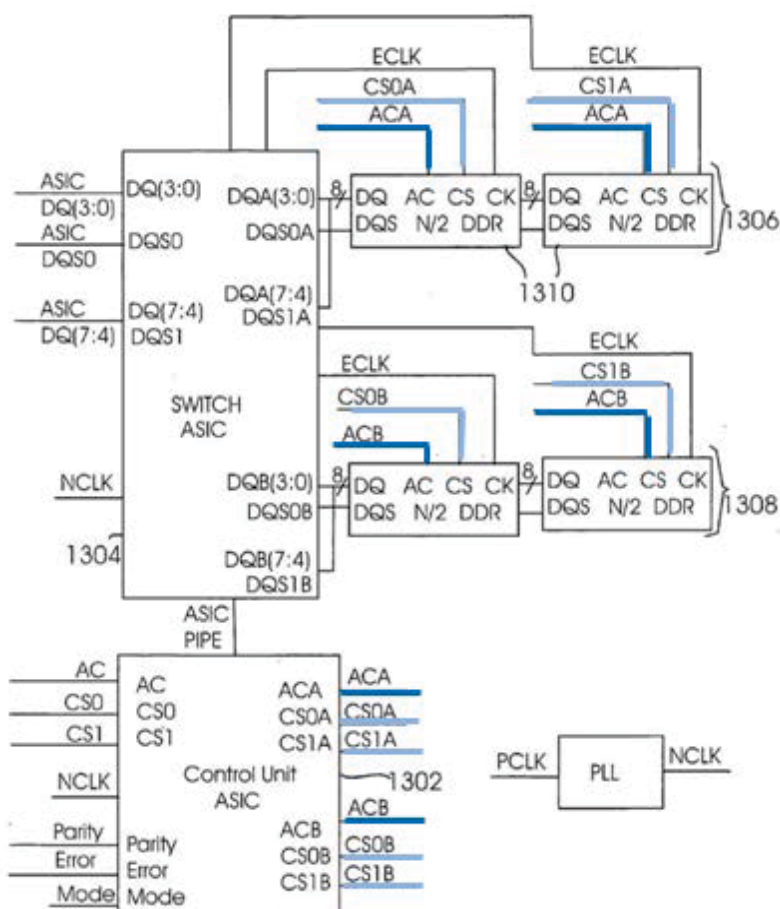 ECLK
ECLK
CS0A
CS1A
ACA
ACA
ASIC
DQ(3:0)
DQ(3:0)
DQA(3:0)
8
DQ AC CS CK
DQS N/2 DDR
8
DQ AC CS CK
DQS N/2 DDR
1306
ASIC
DQS0
DQS0
DQS0A
1310
DQA(7:4)
DQS1A
ASIC
DQ(7:4)
DQ(7:4)
DQS1
ECLK
ECLK
CS0B
CS1B
ACB
ACB
SWITCH
ASIC
NCLK
DQB(3:0)
DQS0B
8
DQ AC CS CK
DQS N/2 DDR
8
DQ AC CS CK
DQS N/2 DDR
1308
1304
DQB(7:4)
DQS1B
ASIC
PIPE
AC
AC
ACA
ACA
CS0
CS0
CS0A
CS0A
CS1
CS1
CS1A
CS1A
Control Unit
ASIC
1302
NCLK
PCLK
PLL
NCLK
ACB
ACB
Parity
Parity
CS0B
CS0B
Error
Error
CS1B
CS1B
Mode
Mode